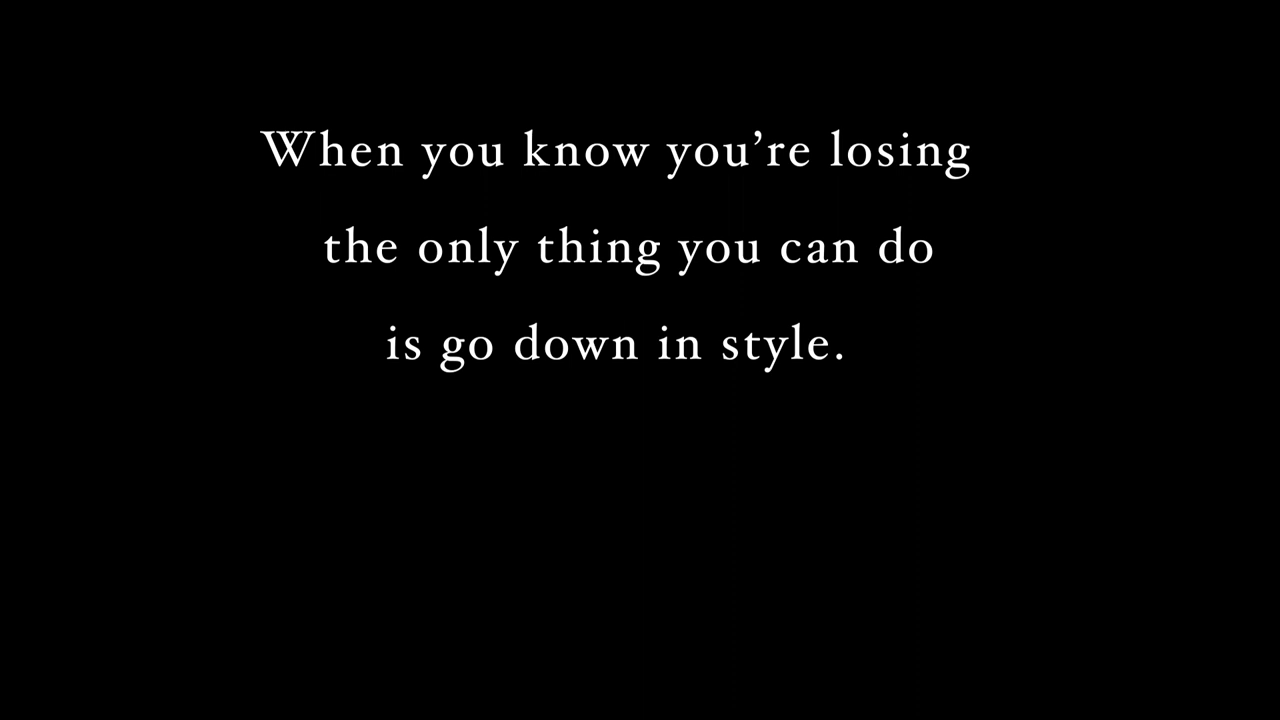 When you know you’re losing
the only thing you can do
is go down in style.